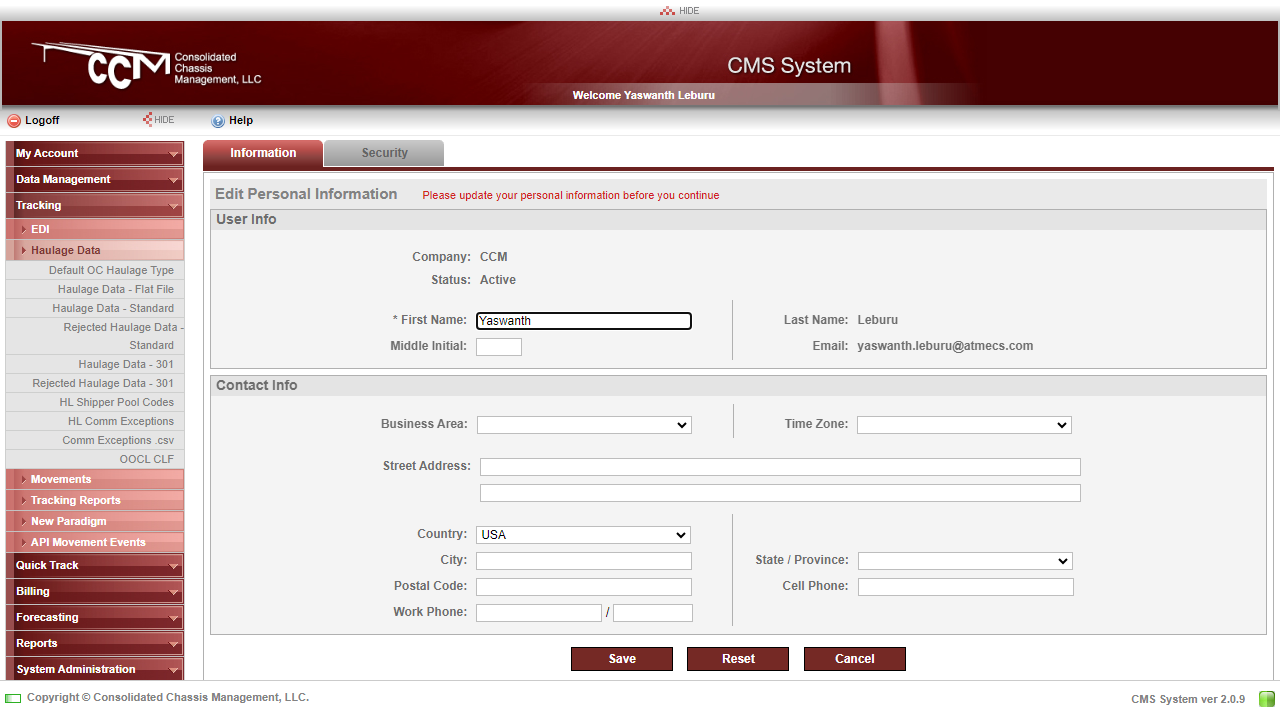 HIDE
CCM Consolidated Chassis Management, LLC
CMS System
Welcome Yaswanth Leburu
Logoff
HIDE
Help
Information
Security
My Account
Data Management
Tracking
EDI
Haulage Data
Default OC Haulage Type
Haulage Data - Flat File
Haulage Data - Standard
Rejected Haulage Data -
Standard
Haulage Data - 301
Rejected Haulage Data - 301
HL Shipper Pool Codes
HL Comm Exceptions
Comm Exceptions .csv
OOCL CLF
Movements
Tracking Reports
New Paradigm
API Movement Events
Quick Track
Billing
Forecasting
Reports
System Administration
Edit Personal Information Please update your personal information before you continue
User Info
Company: CCM
Status: Active
* First Name: Yaswanth
Last Name: Leburu
Middle Initial:
Email: yaswanth.leburu@atmecs.com
Contact Info
Business Area:
Time Zone:
Street Address:
Country: USA
City:
State / Province:
Postal Code:
Cell Phone:
Work Phone: /
Save
Reset
Cancel
Copyright © Consolidated Chassis Management, LLC.
CMS System ver 2.0.9